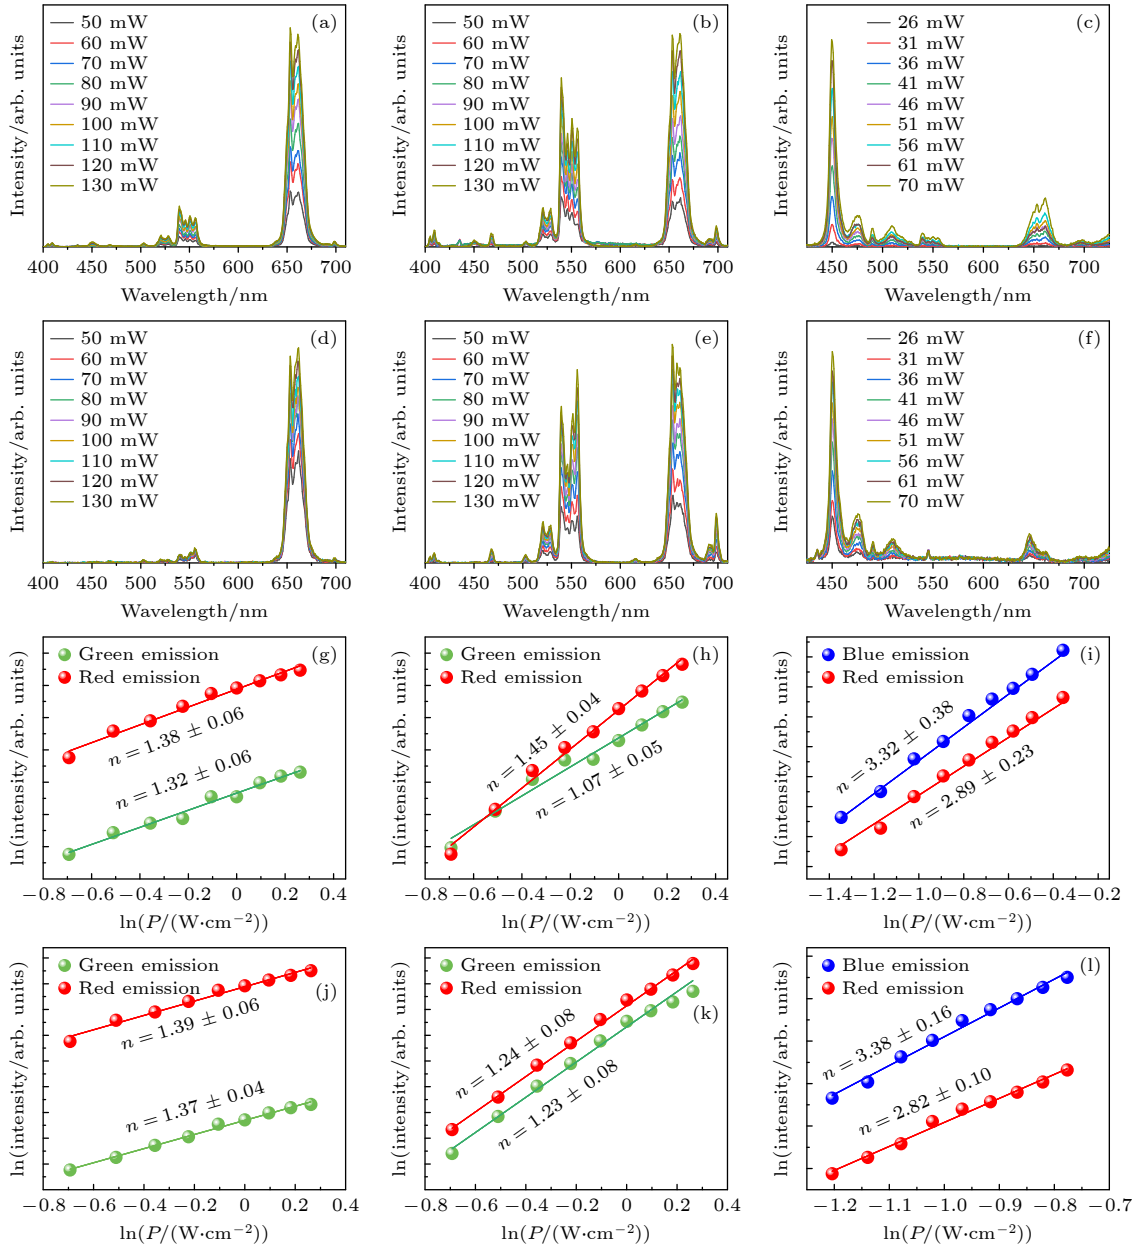 (a)
50 mW
60 mW
70 mW
80 mW
90 mW
100 mW
110 mW
120 mW
130 mW
Intensity/arb. units
400 450 500 550 600 650 700
Wavelength/nm
(b)
50 mW
60 mW
70 mW
80 mW
90 mW
100 mW
110 mW
120 mW
130 mW
Intensity/arb. units
400 450 500 550 600 650 700
Wavelength/nm
(c)
26 mW
31 mW
36 mW
41 mW
46 mW
51 mW
56 mW
61 mW
70 mW
Intensity/arb. units
450 500 550 600 650 700
Wavelength/nm
(d)
50 mW
60 mW
70 mW
80 mW
90 mW
100 mW
110 mW
120 mW
130 mW
Intensity/arb. units
400 450 500 550 600 650 700
Wavelength/nm
(e)
50 mW
60 mW
70 mW
80 mW
90 mW
100 mW
110 mW
120 mW
130 mW
Intensity/arb. units
400 450 500 550 600 650 700
Wavelength/nm
(f)
26 mW
31 mW
36 mW
41 mW
46 mW
51 mW
56 mW
61 mW
70 mW
Intensity/arb. units
450 500 550 600 650 700
Wavelength/nm
(g)
Green emission
Red emission
n = 1.38 ± 0.06
n = 1.32 ± 0.06
ln(intensity/arb. units)
−0.8 −0.6 −0.4 −0.2 0 0.2 0.4
ln(P/(W·cm⁻²))
(h)
Green emission
Red emission
n = 1.45 ± 0.04
n = 1.07 ± 0.05
ln(intensity/arb. units)
−0.8 −0.6 −0.4 −0.2 0 0.2 0.4
ln(P/(W·cm⁻²))
(i)
Blue emission
Red emission
n = 3.32 ± 0.38
n = 2.89 ± 0.23
ln(intensity/arb. units)
−1.4 −1.2 −1.0 −0.8 −0.6 −0.4 −0.2
ln(P/(W·cm⁻²))
(j)
Green emission
Red emission
n = 1.39 ± 0.06
n = 1.37 ± 0.04
ln(intensity/arb. units)
−0.8 −0.6 −0.4 −0.2 0 0.2 0.4
ln(P/(W·cm⁻²))
(k)
Green emission
Red emission
n = 1.24 ± 0.08
n = 1.23 ± 0.08
ln(intensity/arb. units)
−0.8 −0.6 −0.4 −0.2 0 0.2 0.4
ln(P/(W·cm⁻²))
(l)
Blue emission
Red emission
n = 3.38 ± 0.16
n = 2.82 ± 0.10
ln(intensity/arb. units)
−1.2 −1.1 −1.0 −0.9 −0.8 −0.7
ln(P/(W·cm⁻²))